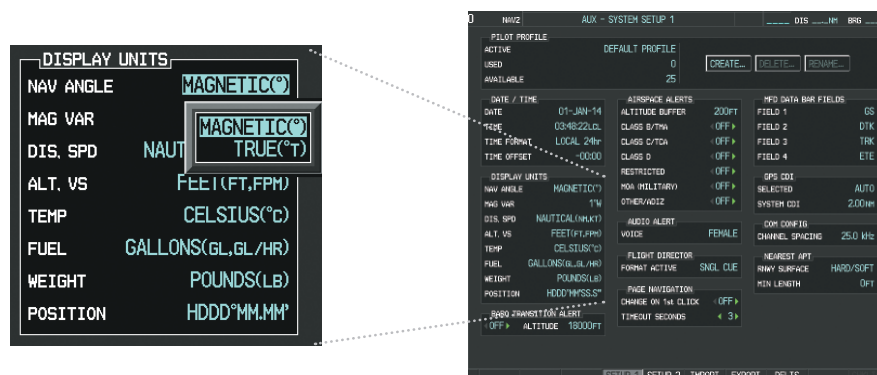 DISPLAY UNITS
NAV ANGLE MAGNETIC(°)
MAG VAR MAGNETIC(°)
DIS, SPD NAUT TRUE(°T)
ALT, VS FEET(FT,FPM)
TEMP CELSIUS(°C)
FUEL GALLONS(GL,GL/HR)
WEIGHT POUNDS(LB)
POSITION HDDD°MM.MM'
NAV2 AUX - SYSTEM SETUP 1 ____ DIS ____NM BRG
PILOT PROFILE
ACTIVE DEFAULT PROFILE
USED 0 CREATE… DELETE… RENAME…
AVAILABLE 25
DATE / TIME
DATE 01-JAN-14
TIME 03:48:22LCL
TIME FORMAT LOCAL 24hr
TIME OFFSET -00:00
DISPLAY UNITS
NAV ANGLE MAGNETIC(°)
MAG VAR 1°W
DIS, SPD NAUTICAL(NM,KT)
ALT, VS FEET(FT,FPM)
TEMP CELSIUS(°C)
FUEL GALLONS(GL,GL/HR)
WEIGHT POUNDS(LB)
POSITION HDDD°MM'SS.S"
BARO TRANSITION ALERT
OFF ALTITUDE 18000FT
AIRSPACE ALERTS
ALTITUDE BUFFER 200FT
CLASS B/TMA OFF
CLASS C/TCA OFF
CLASS D OFF
RESTRICTED OFF
MOA (MILITARY) OFF
OTHER/ADIZ OFF
AUDIO ALERT
VOICE FEMALE
FLIGHT DIRECTOR
FORMAT ACTIVE SNGL CUE
PAGE NAVIGATION
CHANGE ON 1st CLICK OFF
TIMEOUT SECONDS 3
MFD DATA BAR FIELDS
FIELD 1 GS
FIELD 2 DTK
FIELD 3 TRK
FIELD 4 ETE
GPS CDI
SELECTED AUTO
SYSTEM CDI 2.00NM
COM CONFIG
CHANNEL SPACING 25.0 kHz
NEAREST APT
RNWY SURFACE HARD/SOFT
MIN LENGTH 0FT
SETUP 1 SETUP 2 IMPORT EXPORT